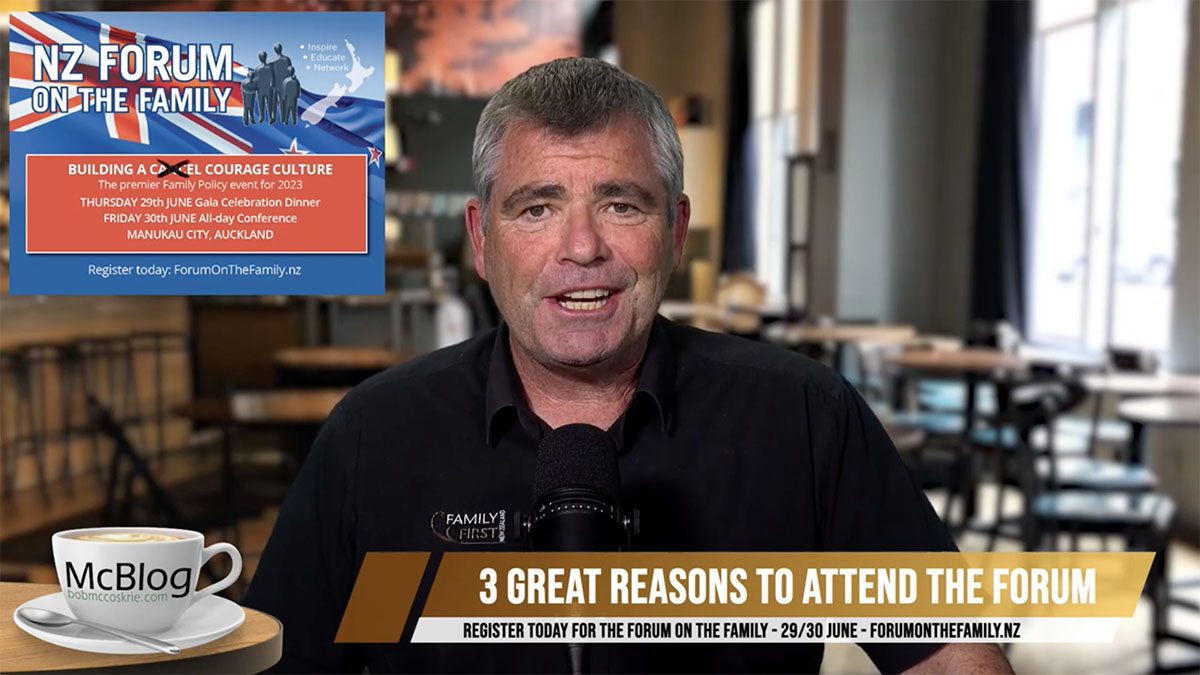 NZ FORUM
ON THE FAMILY
• Inspire
• Educate
• Network
BUILDING A CANCEL COURAGE CULTURE
The premier Family Policy event for 2023
THURSDAY 29th JUNE Gala Celebration Dinner
FRIDAY 30th JUNE All-day Conference
MANUKAU CITY, AUCKLAND
Register today: ForumOnTheFamily.nz
FAMILY
FIRST
NEW ZEALAND
McBlog
bobmccoskrie.com
3 GREAT REASONS TO ATTEND THE FORUM
REGISTER TODAY FOR THE FORUM ON THE FAMILY - 29/30 JUNE - FORUMONTHEFAMILY.NZ